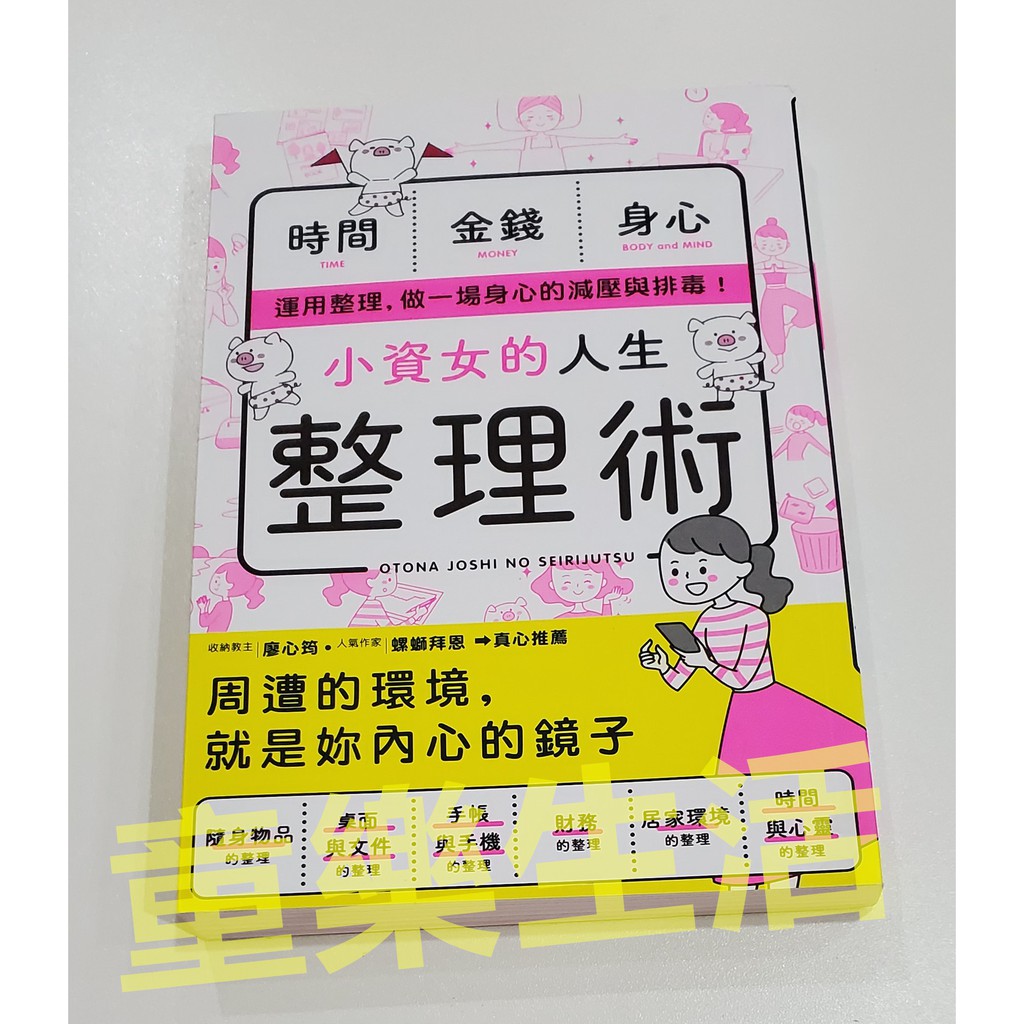 時間 金錢 身心
TIME MONEY BODY and MIND
運用整理,做一場身心的減壓與排毒!
小資女的人生
整理術
OTONA JOSHI NO SEIRIJUTSU
收納教主 廖心筠・人氣作家 螺螄拜恩 ➡真心推薦
周遭的環境,
就是妳內心的鏡子
隨身物品
的整理
桌面
與文件
的整理
手帳
與手機
的整理
財務
的整理
居家環境
的整理
時間
與心靈
的整理
童樂生活